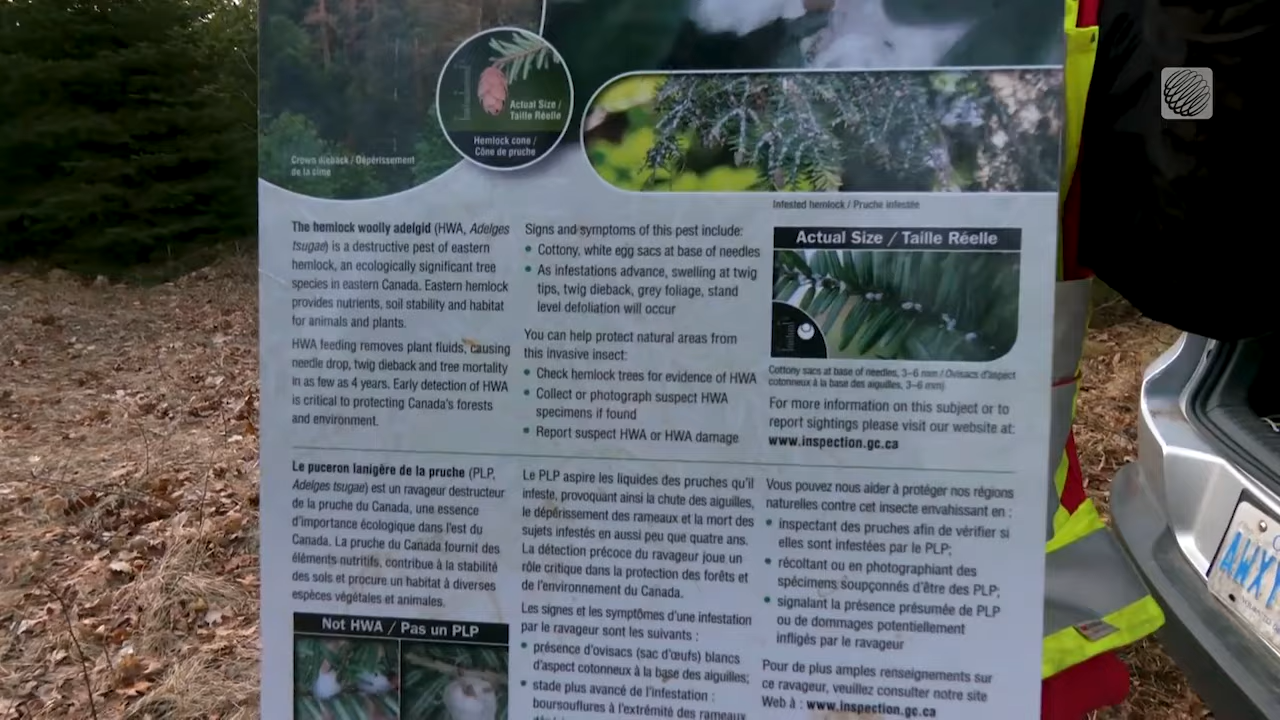 Actual Size /
Taille Réelle
Hemlock cone /
Cône de pruche
Crown dieback / Dépérissement
de la cime
Infested hemlock / Pruche infestée
The hemlock woolly adelgid (HWA, Adelges
tsugae) is a destructive pest of eastern
hemlock, an ecologically significant tree
species in eastern Canada. Eastern hemlock
provides nutrients, soil stability and habitat
for animals and plants.
HWA feeding removes plant fluids, causing
needle drop, twig dieback and tree mortality
in as few as 4 years. Early detection of HWA
is critical to protecting Canada's forests
and environment.
Signs and symptoms of this pest include:
• Cottony, white egg sacs at base of needles
• As infestations advance, swelling at twig
tips, twig dieback, grey foliage, stand
level defoliation will occur
You can help protect natural areas from
this invasive insect:
• Check hemlock trees for evidence of HWA
• Collect or photograph suspect HWA
specimens if found
• Report suspect HWA or HWA damage
Actual Size / Taille Réelle
Cottony sacs at base of needles, 3–6 mm / Ovisacs d'aspect
cotonneux à la base des aiguilles, 3–6 mm)
For more information on this subject or to
report sightings please visit our website at:
www.inspection.gc.ca
Le puceron lanigère de la pruche (PLP,
Adelges tsugae) est un ravageur destructeur
de la pruche du Canada, une essence
d'importance écologique dans l'est du
Canada. La pruche du Canada fournit des
éléments nutritifs, contribue à la stabilité
des sols et procure un habitat à diverses
espèces végétales et animales.
Not HWA / Pas un PLP
Le PLP aspire les liquides des pruches qu'il
infeste, provoquant ainsi la chute des aiguilles,
le dépérissement des rameaux et la mort des
sujets infestés en aussi peu que quatre ans.
La détection précoce du ravageur joue un
rôle critique dans la protection des forêts et
de l'environnement du Canada.
Les signes et les symptômes d'une infestation
par le ravageur sont les suivants :
• présence d'ovisacs (sac d'œufs) blancs
d'aspect cotonneux à la base des aiguilles;
• stade plus avancé de l'infestation :
boursouflures à l'extrémité des rameaux
Vous pouvez nous aider à protéger nos régions
naturelles contre cet insecte envahissant en :
• inspectant des pruches afin de vérifier si
elles sont infestées par le PLP;
• récoltant ou en photographiant des
spécimens soupçonnés d'être des PLP;
• signalant la présence présumée de PLP
ou de dommages potentiellement
infligés par le ravageur
Pour de plus amples renseignements sur
ce ravageur, veuillez consulter notre site
Web à : www.inspection.gc.ca